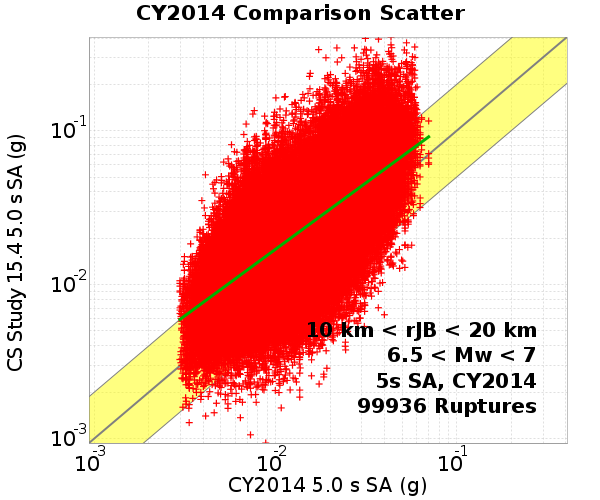 CY2014 Comparison Scatter
CS Study 15.4 5.0 s SA (g)
10-1
10-2
10-3
10 km < rJB < 20 km
6.5 < Mw < 7
5s SA, CY2014
99936 Ruptures
10-3 10-2 10-1
CY2014 5.0 s SA (g)